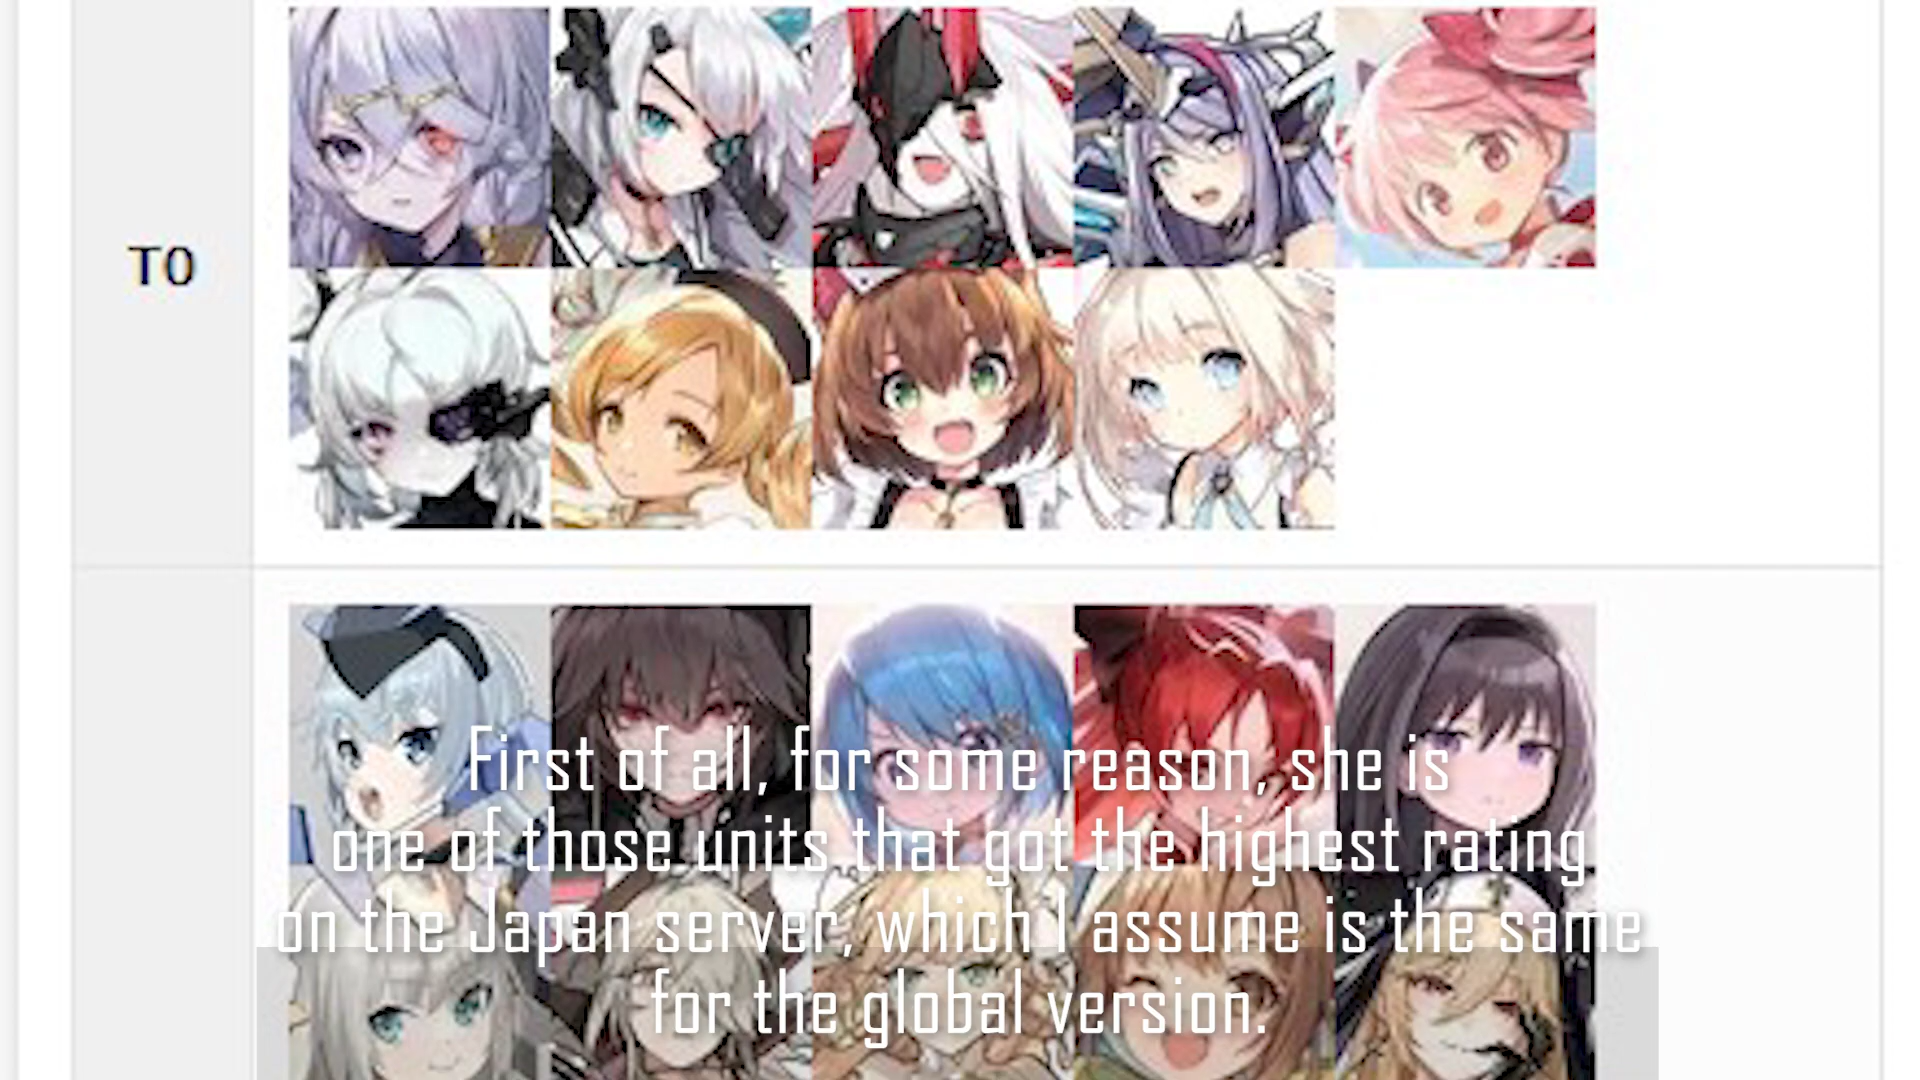 T0
First of all, for some reason, she is
one of those units that got the highest rating
on the Japan server, which I assume is the same
for the global version.